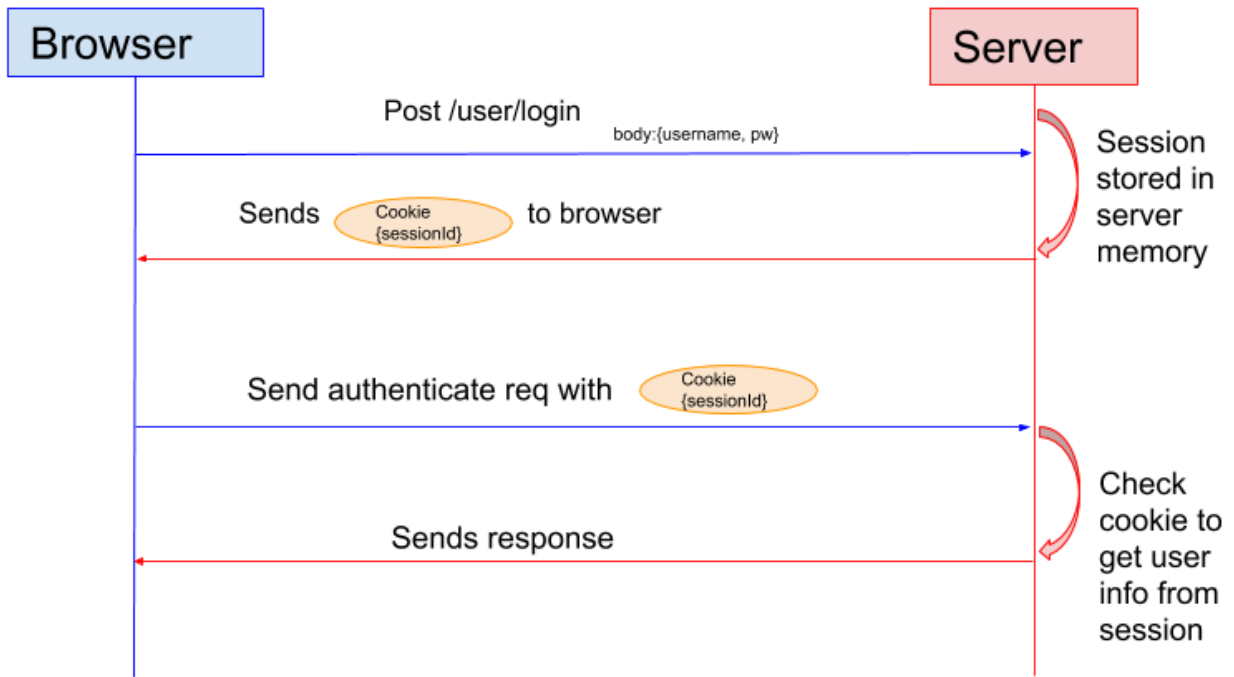 Browser
Server
Post /user/login
body:{username, pw}
Session
stored in
server
memory
Sends
Cookie
{sessionId}
to browser
Send authenticate req with
Cookie
{sessionId}
Check
cookie to
get user
info from
session
Sends response